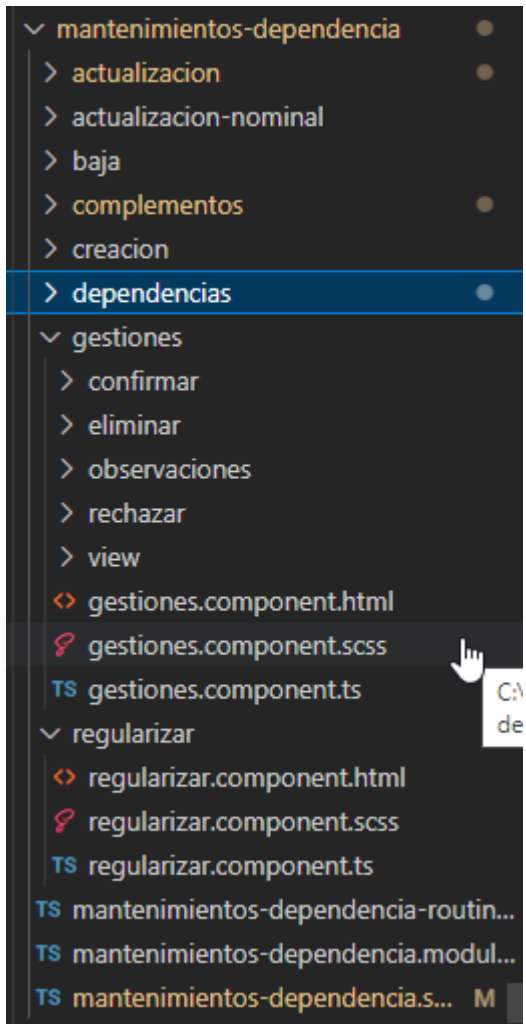 mantenimientos-dependencia
actualizacion
actualizacion-nominal
baja
complementos
creacion
dependencias
gestiones
confirmar
eliminar
observaciones
rechazar
view
gestiones.component.html
gestiones.component.scss
TS gestiones.component.ts
C:\
de
regularizar
regularizar.component.html
regularizar.component.scss
TS regularizar.component.ts
TS mantenimientos-dependencia-routin...
TS mantenimientos-dependencia.modul...
TS mantenimientos-dependencia.s... M